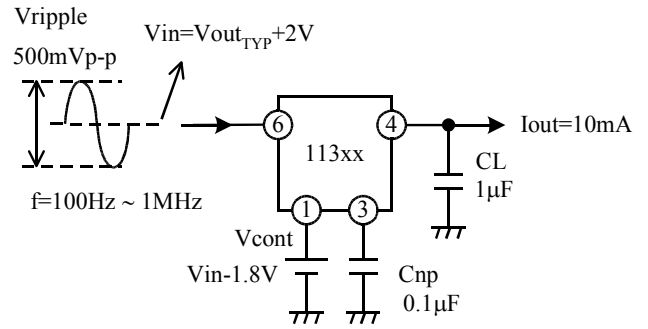 Vripple
500mVp-p
Vin=VoutTYP+2V
6
4
113xx
Iout=10mA
CL
1μF
f=100Hz ~ 1MHz
1
3
Vcont
Vin-1.8V
Cnp
0.1μF